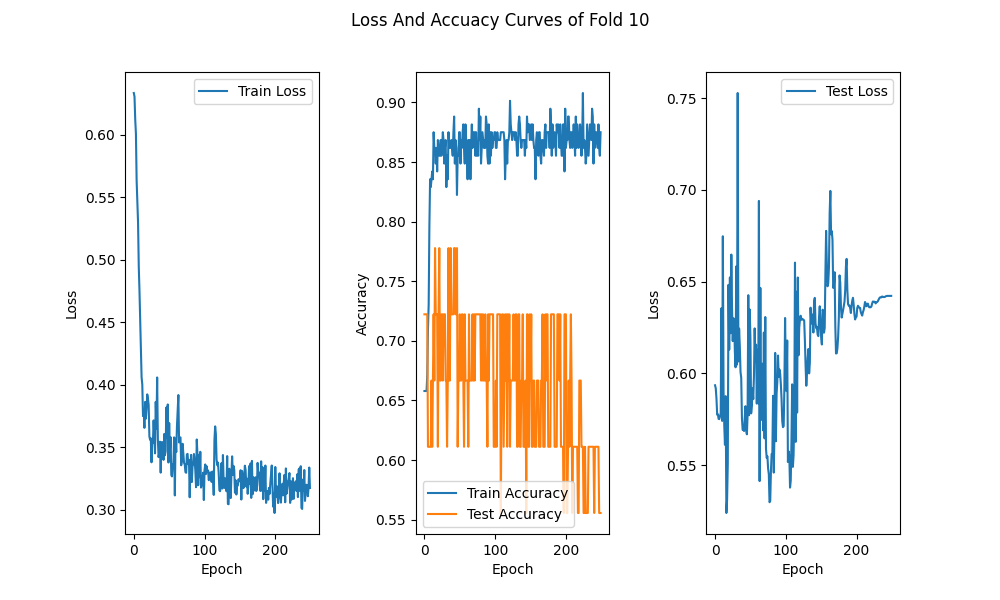 Loss And Accuacy Curves of Fold 10
Loss
0.60
0.55
0.50
0.45
0.40
0.35
0.30
Train Loss
0 100 200
Epoch
Accuracy
0.90
0.85
0.80
0.75
0.70
0.65
0.60
0.55
Train Accuracy
Test Accuracy
0 100 200
Epoch
Loss
0.75
0.70
0.65
0.60
0.55
Test Loss
0 100 200
Epoch